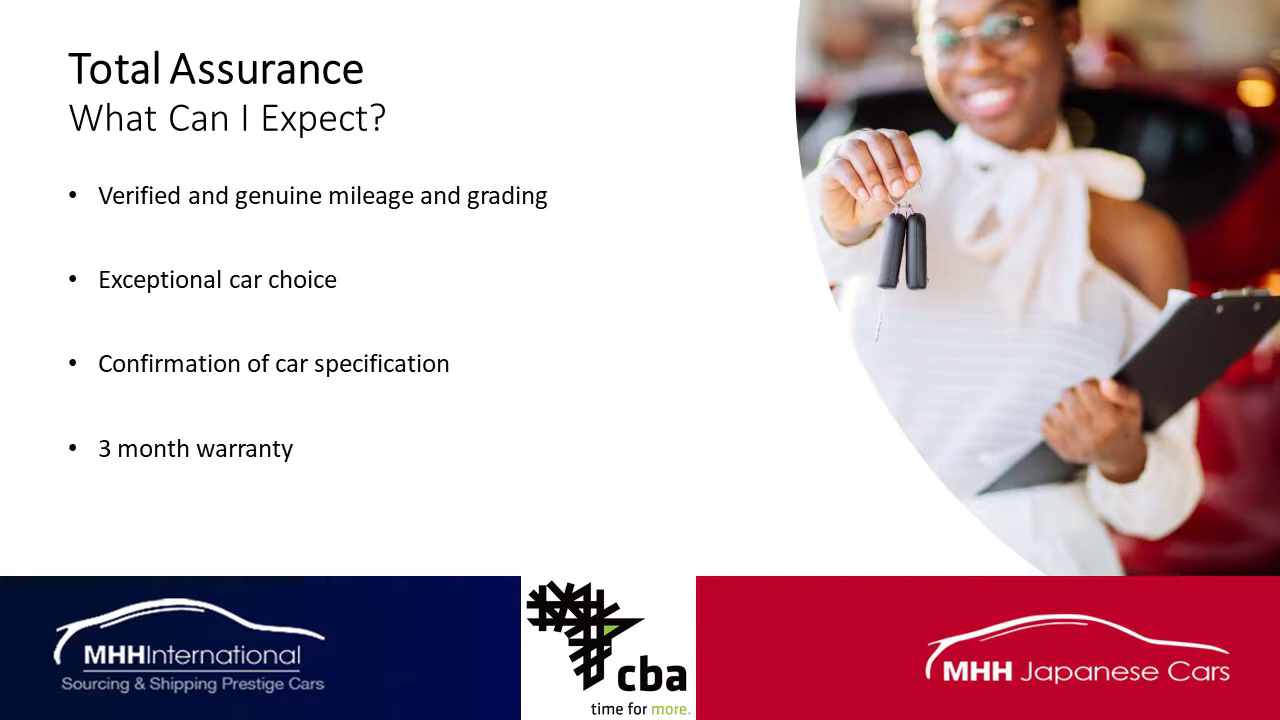 Total Assurance
What Can I Expect?
• Verified and genuine mileage and grading
• Exceptional car choice
• Confirmation of car specification
• 3 month warranty
MHHInternational
Sourcing & Shipping Prestige Cars
cba
time for more.
MHH Japanese Cars